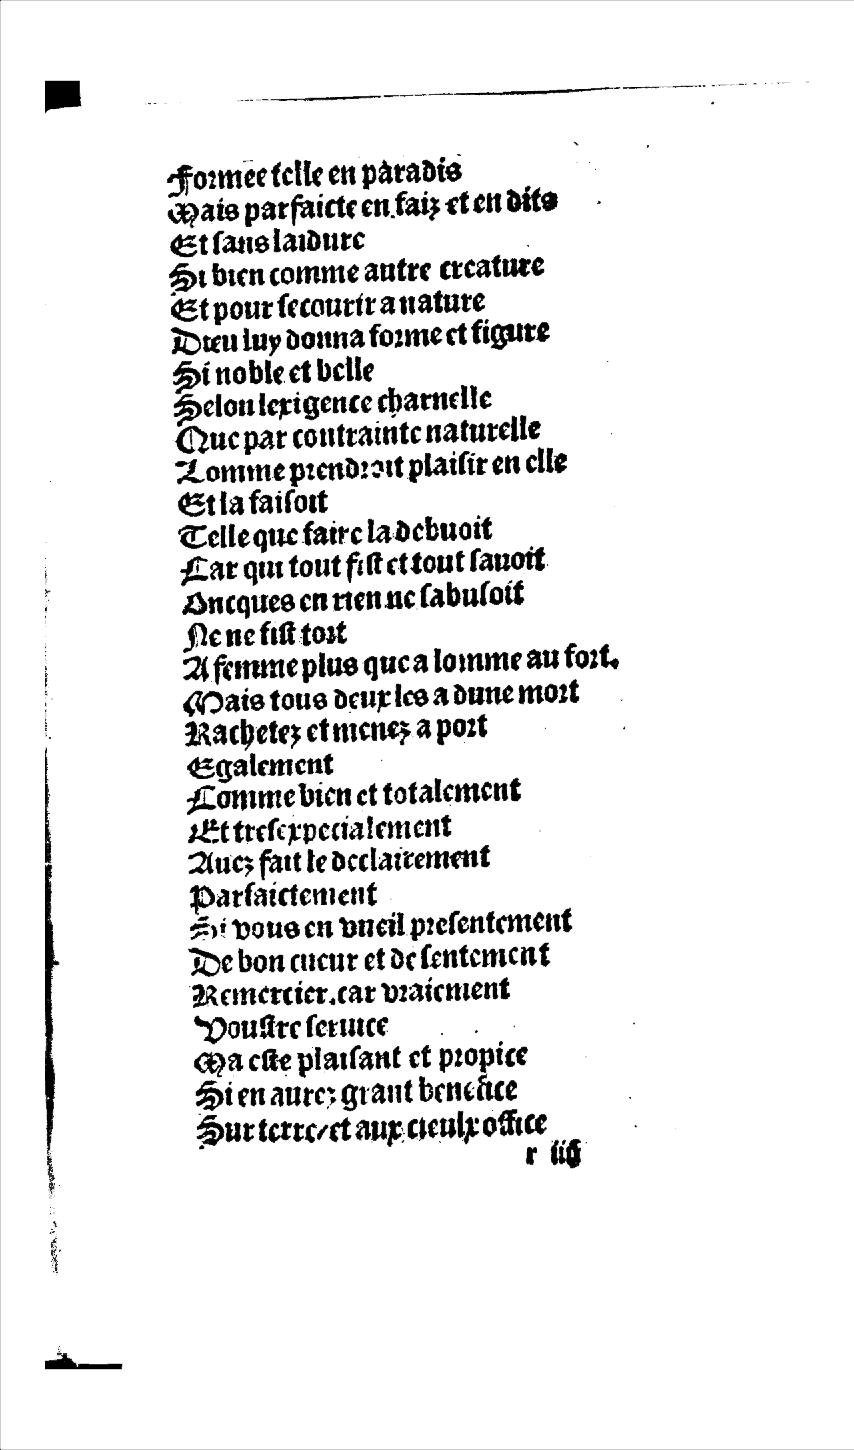 Formee telle en paradis
Mais parfaicte en faiz et en dits
Et sans laidure
Si bien comme autre creature
Et pour secourir a nature
Dieu luy donna forme et figure
Si noble et belle
Selon lexigence charnelle
Que par contrainte naturelle
Lomme prendroit plaisir en elle
Et la faisoit
Telle que faire la debuoit
Car qui tout fist et tout sauoit
Oncques en rien ne sabusoit
Ne ne fist tort
A femme plus que a lomme au fort.
Mais tous deux les a dune mort
Rachetez et menez a port
Egalement
Comme bien et totalement
Et tresexpecialement
Auez fait le declairement
Parfaictement
Si vous en vueil presentement
De bon cueur et de sentement
Remercier.car vraiement
Voustre seruice
Ma este plaisant et propice
Si en aurez grant benefice
Sur terre/et aux cieulx office
r iiii